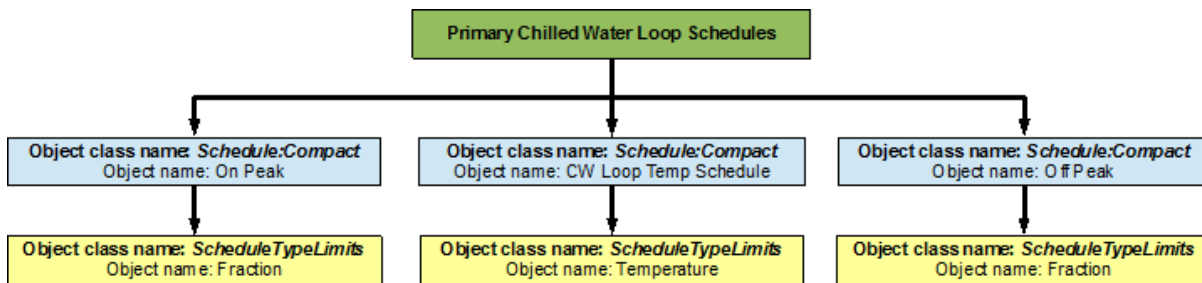 Primary Chilled Water Loop Schedules
Object class name: Schedule:Compact
Object name: On Peak
Object class name: Schedule:Compact
Object name: CW Loop Temp Schedule
Object class name: Schedule:Compact
Object name: Off Peak
Object class name: ScheduleTypeLimits
Object name: Fraction
Object class name: ScheduleTypeLimits
Object name: Temperature
Object class name: ScheduleTypeLimits
Object name: Fraction